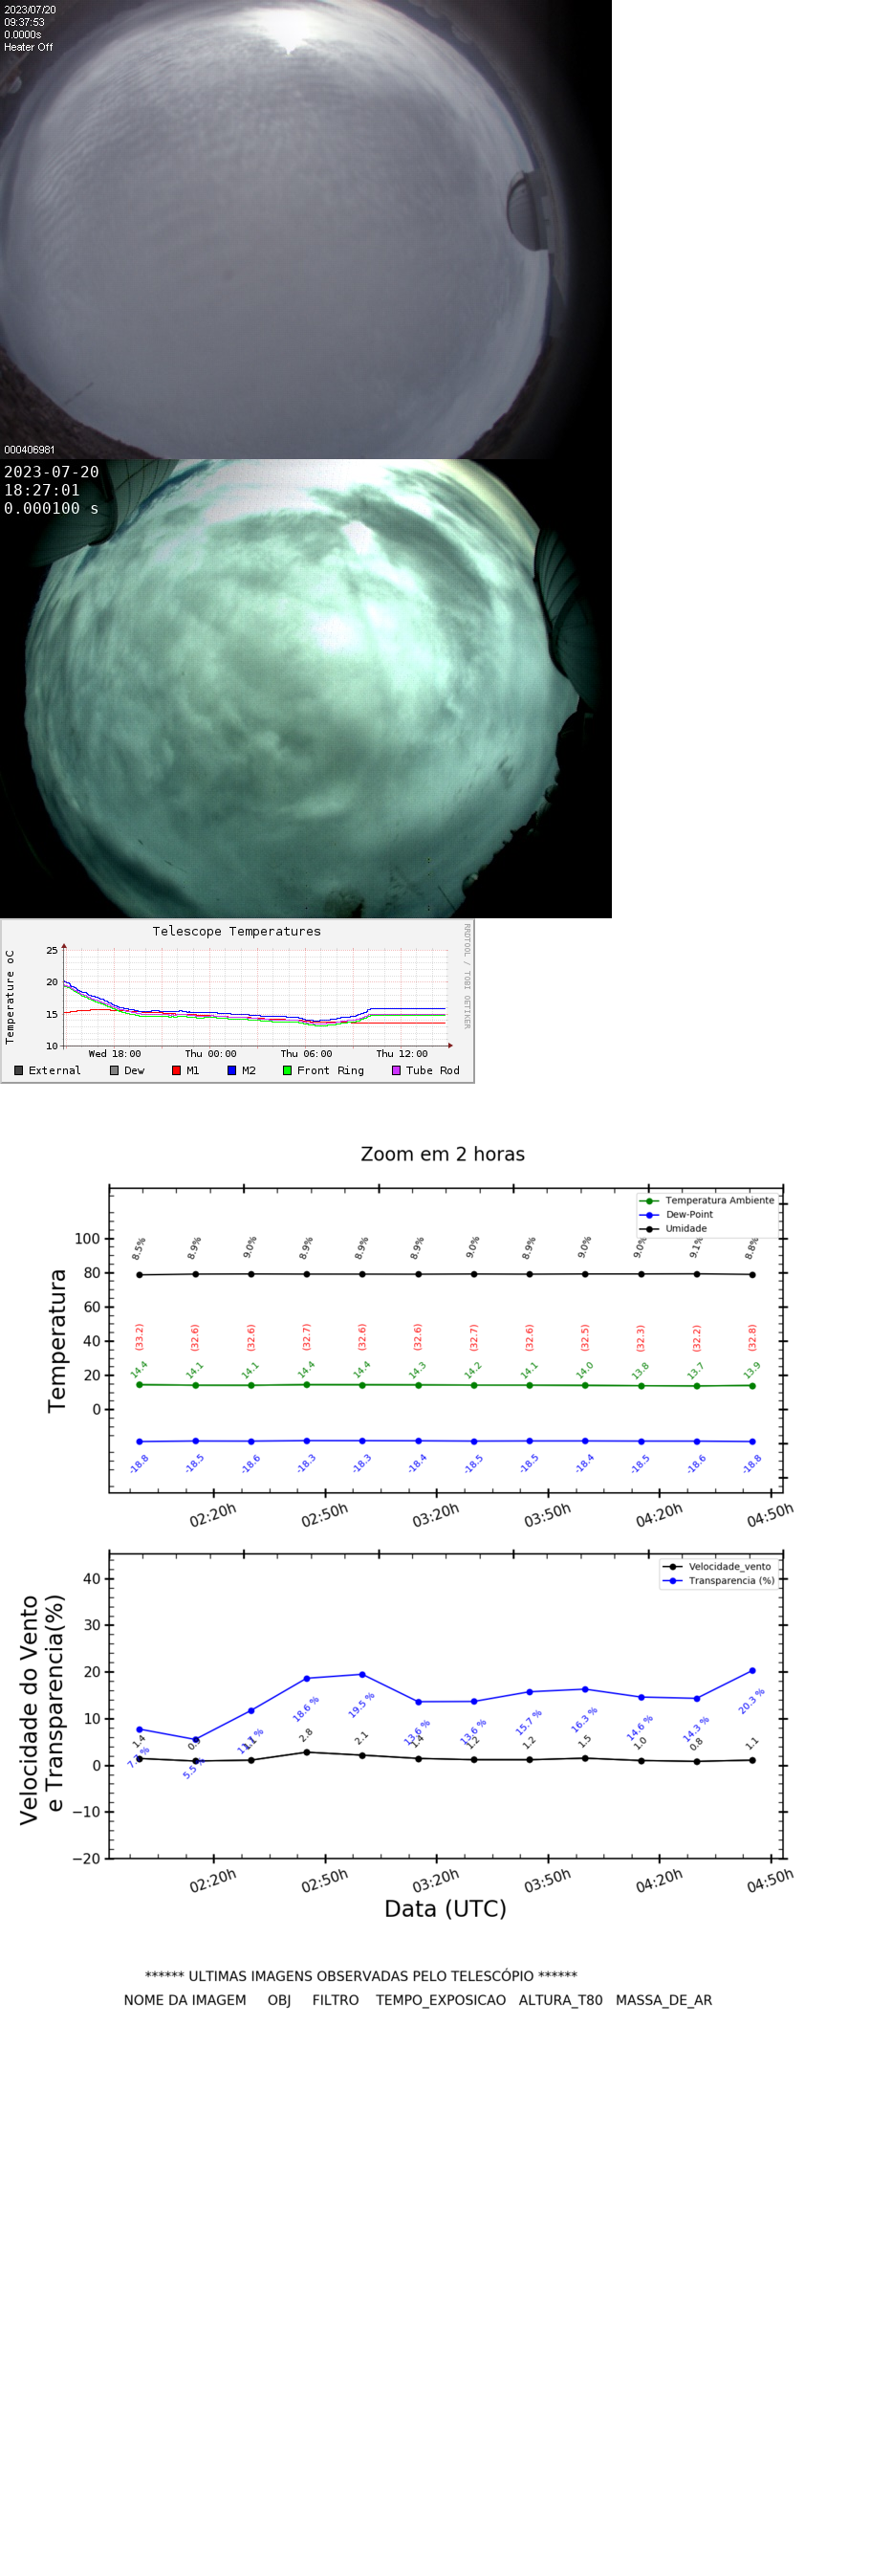 2023/07/20
09:37:53
0.0000s
Heater Off
000406981
2023-07-20
18:27:01
0.000100 s
Telescope Temperatures
RRDTOOL / TOBI OETIKER
Temperature oC
25
20
15
10
Wed 18:00 Thu 00:00 Thu 06:00 Thu 12:00
External Dew M1 M2 Front Ring Tube Rod
Zoom em 2 horas
Temperatura Ambiente
Dew-Point
Umidade
Temperatura
100
80
60
40
20
0
8.5% 8.9% 9.0% 8.9% 8.9% 8.9% 9.0% 8.9% 9.0% 9.0% 9.1% 8.8%
(33.2) (32.6) (32.6) (32.7) (32.6) (32.6) (32.7) (32.6) (32.5) (32.3) (32.2) (32.8)
14.4 14.1 14.1 14.4 14.4 14.3 14.2 14.1 14.0 13.8 13.7 13.9
-18.8 -18.5 -18.6 -18.3 -18.3 -18.4 -18.5 -18.5 -18.4 -18.5 -18.6 -18.8
02:20h 02:50h 03:20h 03:50h 04:20h 04:50h
Velocidade_vento
Transparencia (%)
Velocidade do Vento
e Transparencia(%)
40
30
20
10
0
−10
−20
1.4 2.8 2.1 1.4 1.2 1.2 1.5 1.0 0.8 1.1
18.6 % 19.5 % 13.6 % 13.6 % 15.7 % 16.3 % 14.6 % 14.3 % 20.3 %
02:20h 02:50h 03:20h 03:50h 04:20h 04:50h
Data (UTC)
****** ULTIMAS IMAGENS OBSERVADAS PELO TELESCÓPIO ******
NOME DA IMAGEM OBJ FILTRO TEMPO_EXPOSICAO ALTURA_T80 MASSA_DE_AR